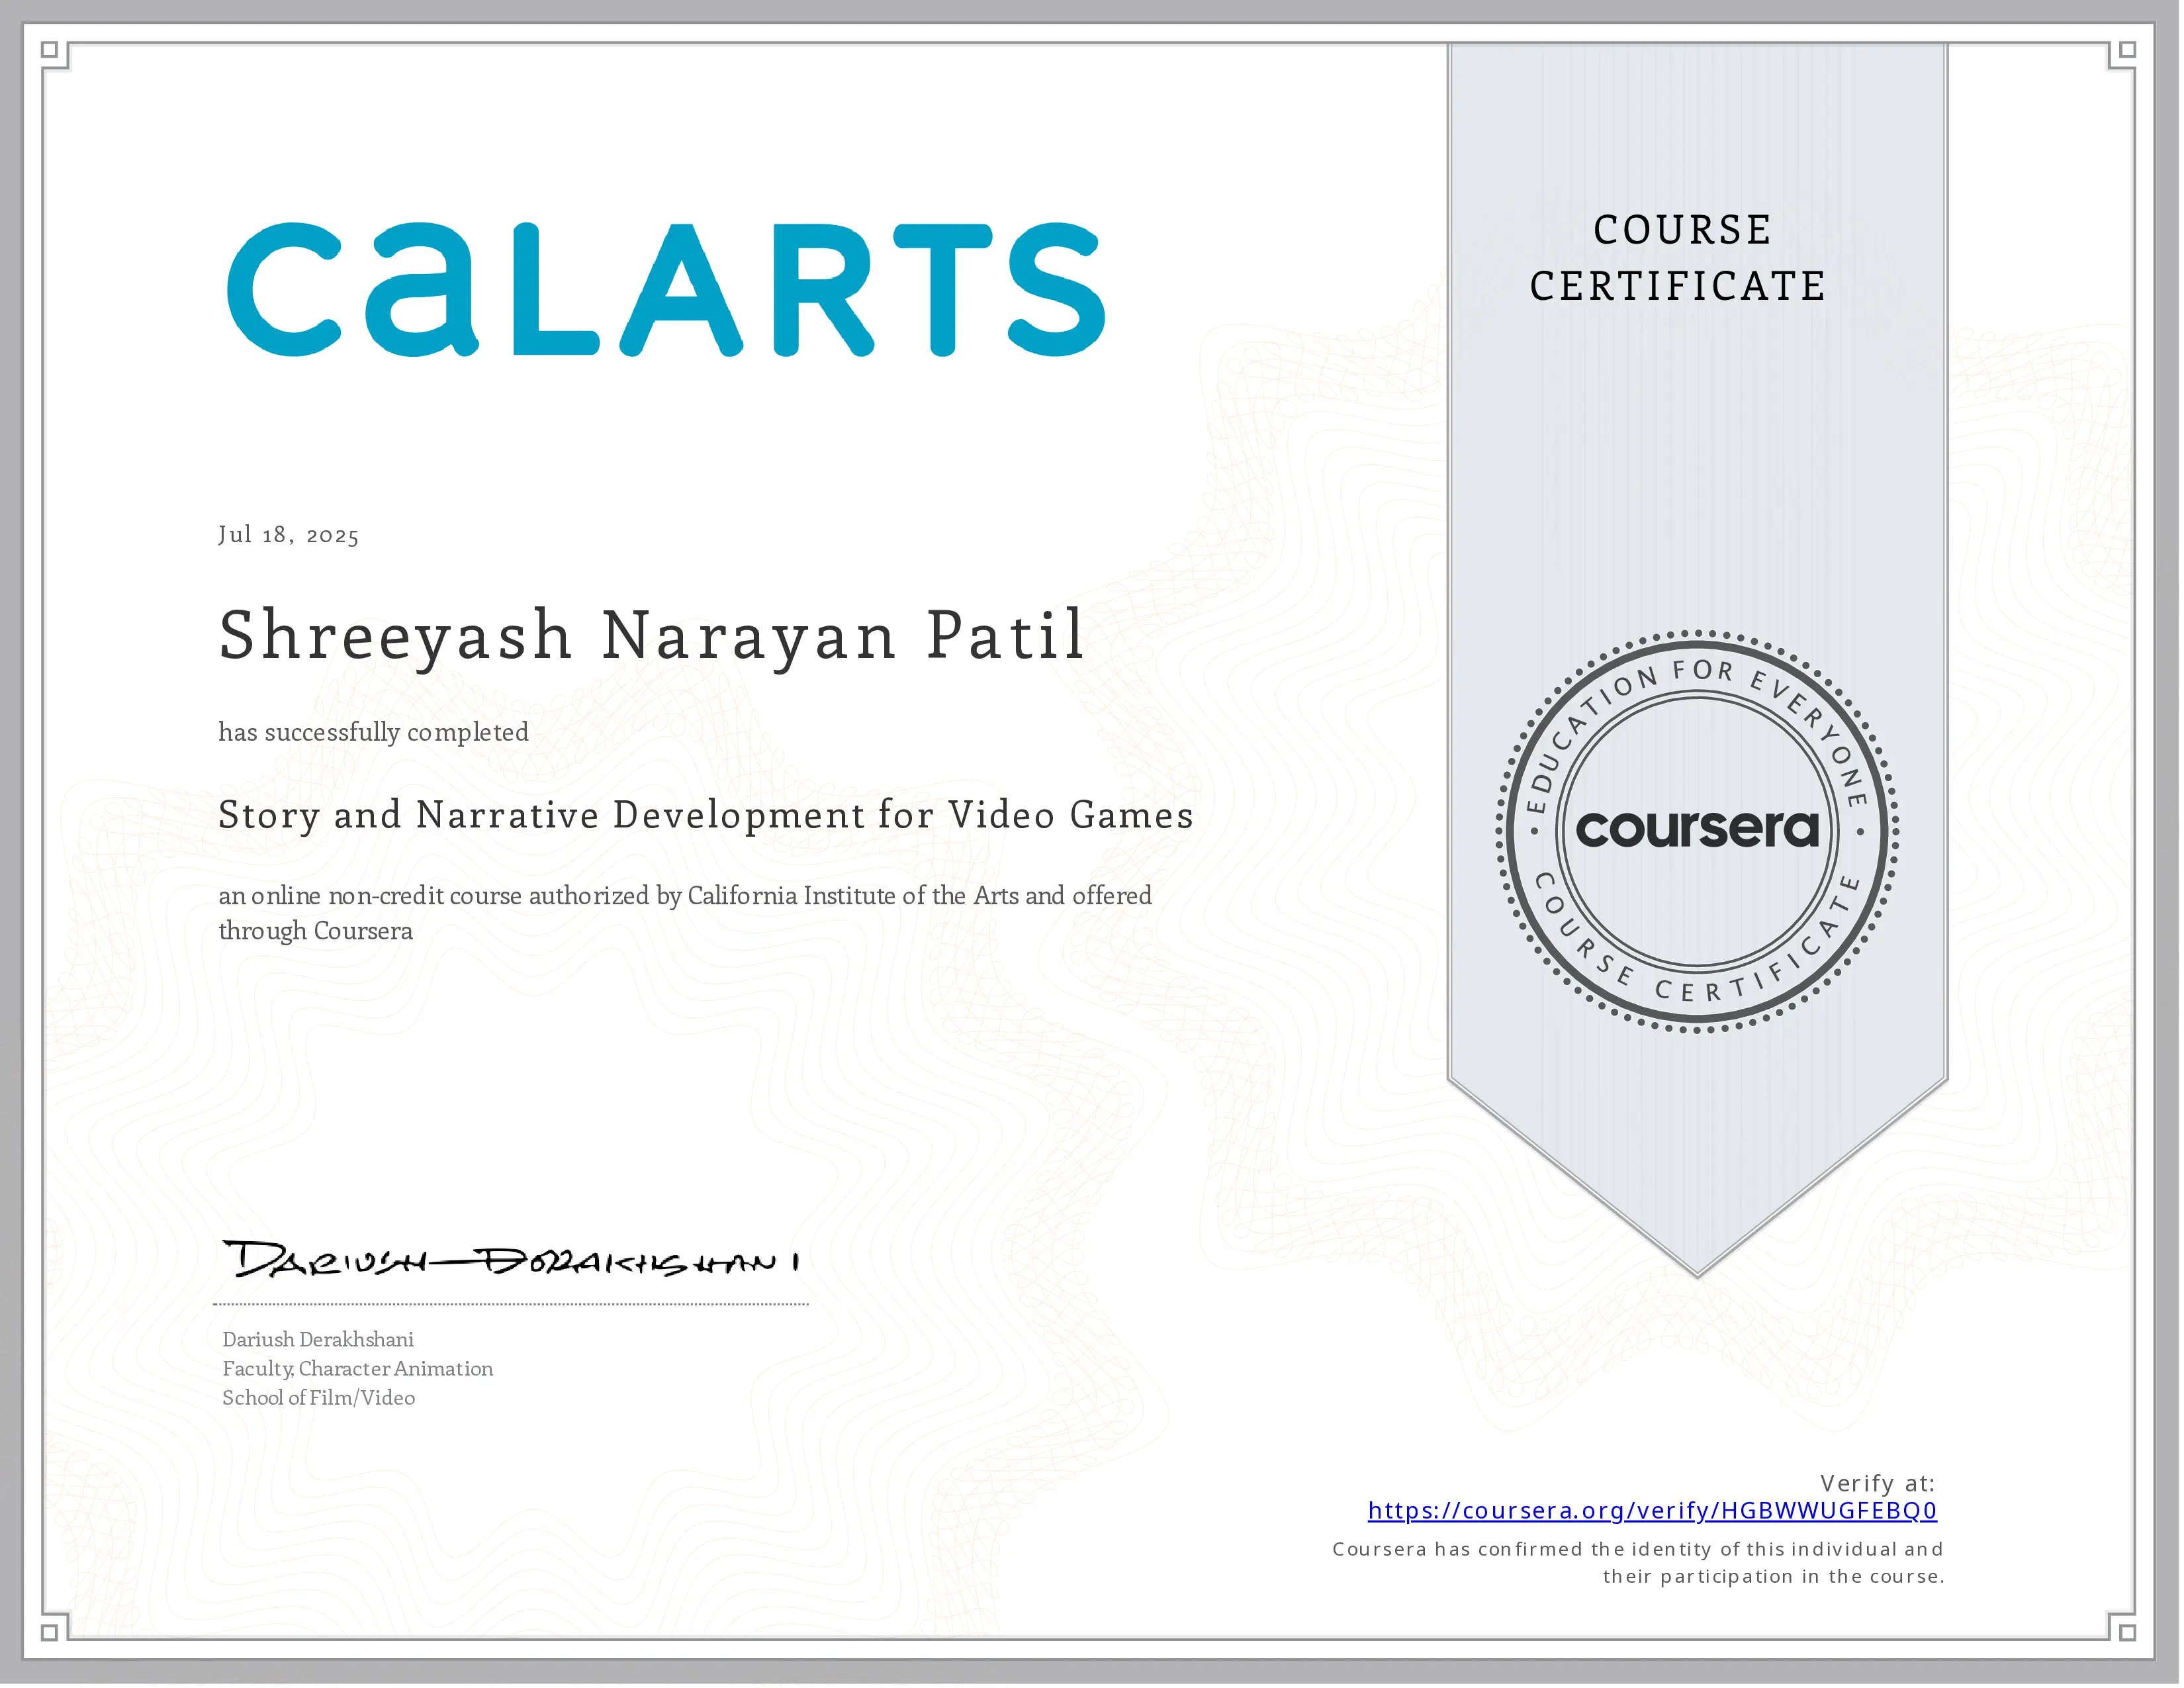 CALARTS
COURSE
CERTIFICATE
Jul 18, 2025
Shreeyash Narayan Patil
has successfully completed
Story and Narrative Development for Video Games
an online non-credit course authorized by California Institute of the Arts and offered
through Coursera
EDUCATION FOR EVERYONE
coursera
COURSE CERTIFICATE
DARIUSH DERAKHSHANI
Dariush Derakhshani
Faculty, Character Animation
School of Film/Video
Verify at:
https://coursera.org/verify/HGBWWUGFEBQ0
Coursera has confirmed the identity of this individual and
their participation in the course.